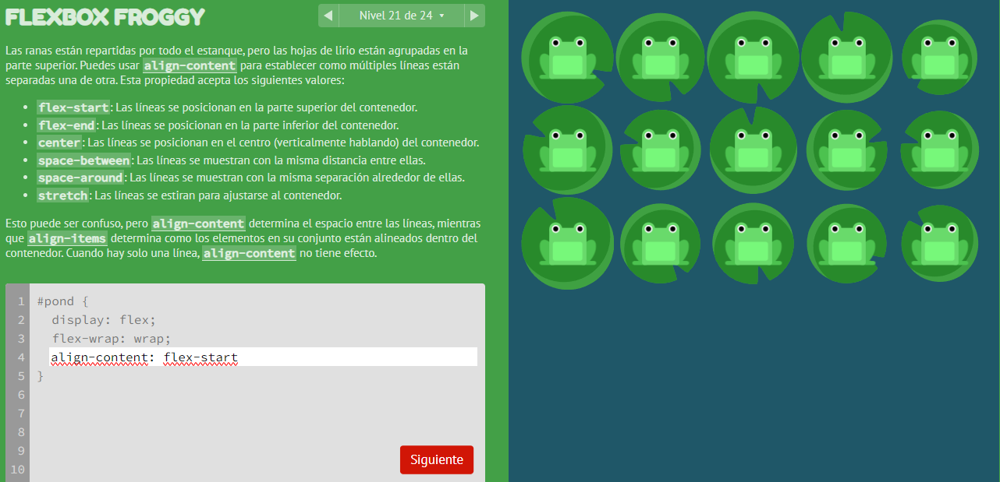 FLEXBOX FROGGY
Nivel 21 de 24
Las ranas están repartidas por todo el estanque, pero las hojas de lirio están agrupadas en la
parte superior. Puedes usar align-content para establecer como múltiples líneas están
separadas una de otra. Esta propiedad acepta los siguientes valores:
flex-start: Las líneas se posicionan en la parte superior del contenedor.
flex-end: Las líneas se posicionan en la parte inferior del contenedor.
center: Las líneas se posicionan en el centro (verticalmente hablando) del contenedor.
space-between: Las líneas se muestran con la misma distancia entre ellas.
space-around: Las líneas se muestran con la misma separación alrededor de ellas.
stretch: Las líneas se estiran para ajustarse al contenedor.
Esto puede ser confuso, pero align-content determina el espacio entre las líneas, mientras
que align-items determina como los elementos en su conjunto están alineados dentro del
contenedor. Cuando hay solo una línea, align-content no tiene efecto.
1 #pond {
2 display: flex;
3 flex-wrap: wrap;
4 align-content: flex-start
5 }
6
7
8
9
10
Siguiente